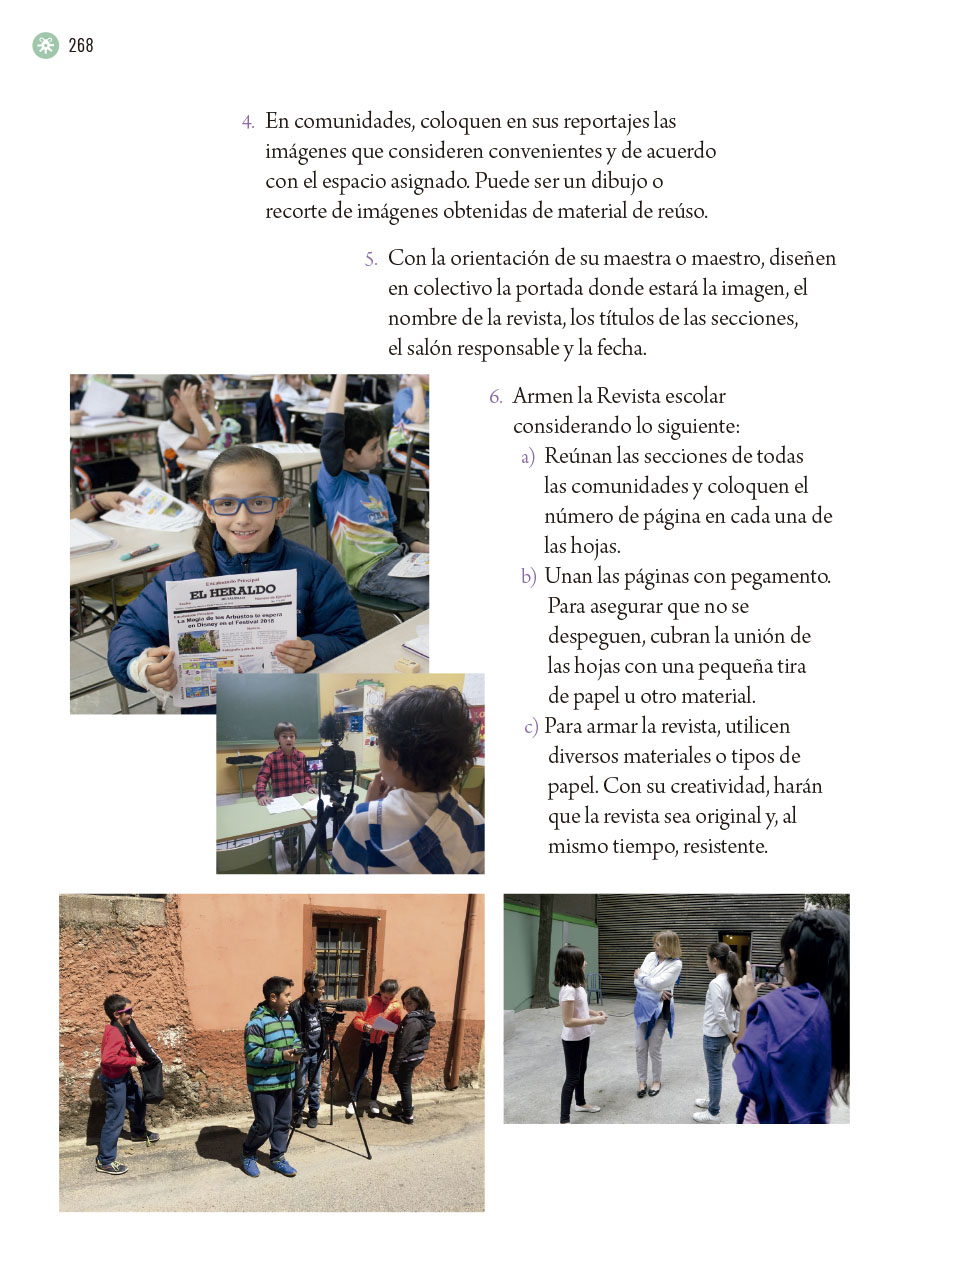 268
4. En comunidades, coloquen en sus reportajes las
imágenes que consideren convenientes y de acuerdo
con el espacio asignado. Puede ser un dibujo o
recorte de imágenes obtenidas de material de reúso.
5. Con la orientación de su maestra o maestro, diseñen
en colectivo la portada donde estará la imagen, el
nombre de la revista, los títulos de las secciones,
el salón responsable y la fecha.
6. Armen la Revista escolar
considerando lo siguiente:
a) Reúnan las secciones de todas
las comunidades y coloquen el
número de página en cada una de
las hojas.
b) Unan las páginas con pegamento.
Para asegurar que no se
despeguen, cubran la unión de
las hojas con una pequeña tira
de papel u otro material.
c) Para armar la revista, utilicen
diversos materiales o tipos de
papel. Con su creatividad, harán
que la revista sea original y, al
mismo tiempo, resistente.
Encabezado Principal
EL HERALDO
La Magia de los Arbustos te espera
en Disney en el Festival 2018